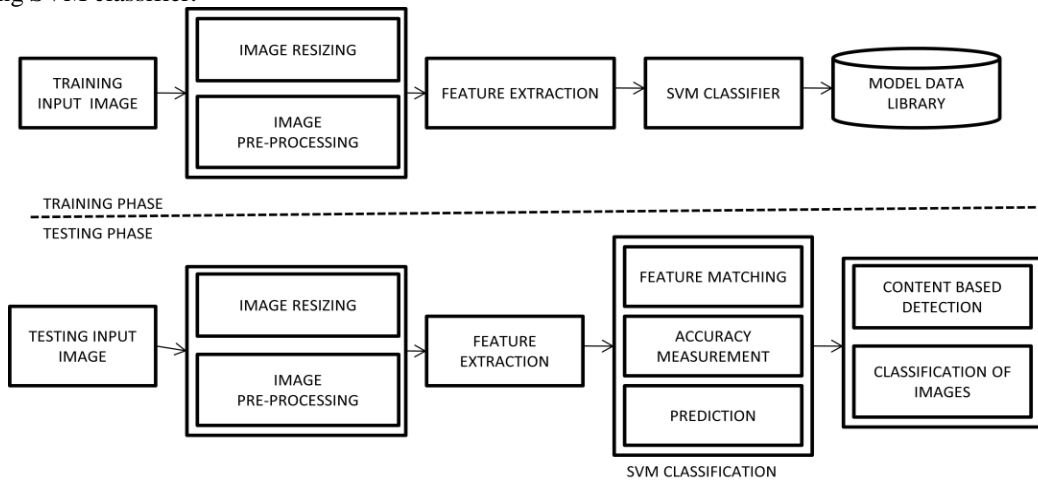 SVM classifier.
IMAGE RESIZING
TRAINING
INPUT IMAGE
IMAGE
PRE-PROCESSING
FEATURE EXTRACTION
SVM CLASSIFIER
MODEL DATA
LIBRARY
TRAINING PHASE
TESTING PHASE
TESTING INPUT
IMAGE
IMAGE RESIZING
IMAGE
PRE-PROCESSING
FEATURE
EXTRACTION
FEATURE MATCHING
ACCURACY
MEASUREMENT
PREDICTION
SVM CLASSIFICATION
CONTENT BASED
DETECTION
CLASSIFICATION OF
IMAGES